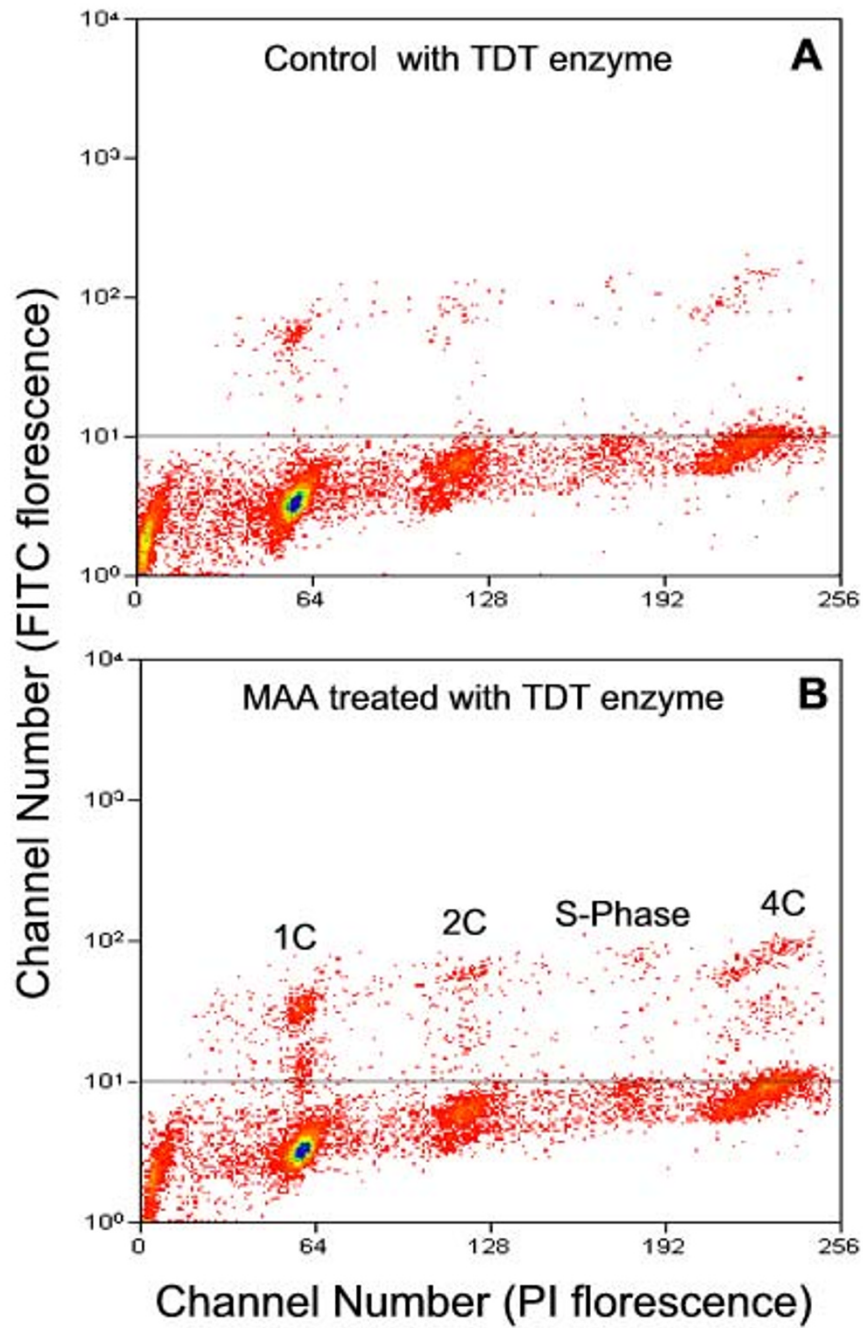 10⁴
Control with TDT enzyme A
10³
10²
10¹
10⁰
0 64 128 192 256
Channel Number (FITC florescence)
10⁴
MAA treated with TDT enzyme B
10³
1C 2C S-Phase 4C
10²
10¹
10⁰
0 64 128 192 256
Channel Number (PI florescence)